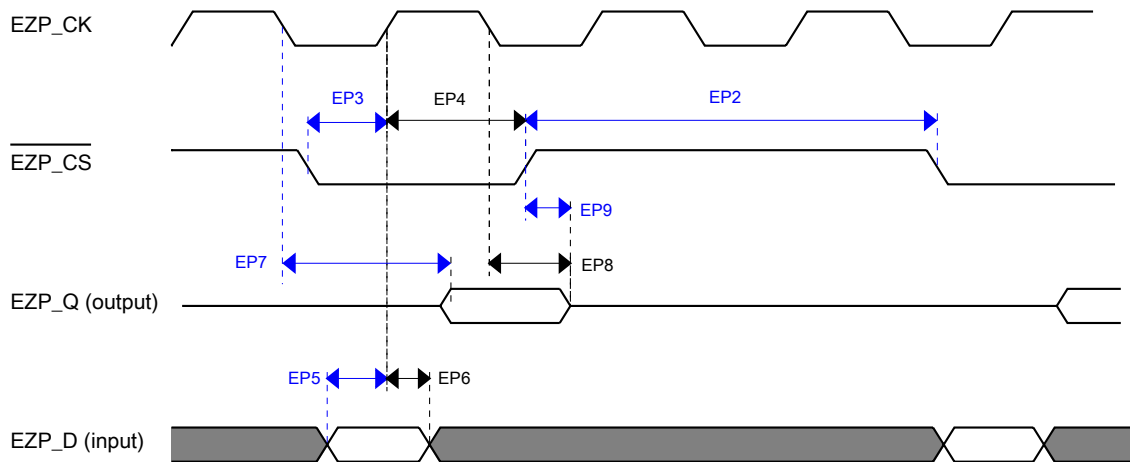 EZP_CK
EP3
EP4
EP2
EZP_CS
EP9
EP7
EP8
EZP_Q (output)
EP5
EP6
EZP_D (input)